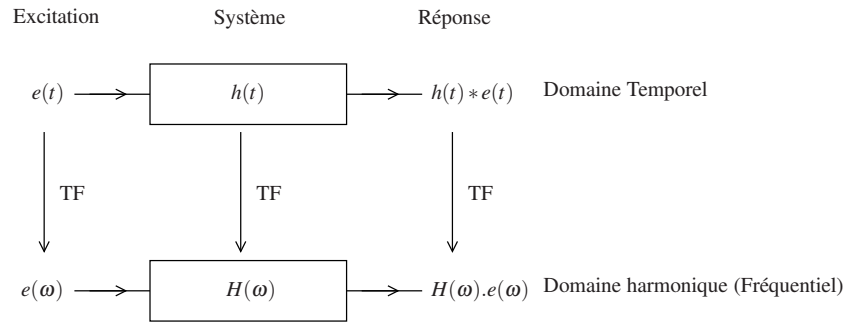 Excitation Système Réponse
e(t) h(t) h(t) ∗ e(t) Domaine Temporel
TF TF TF
e(ω) H(ω) H(ω).e(ω) Domaine harmonique (Fréquentiel)